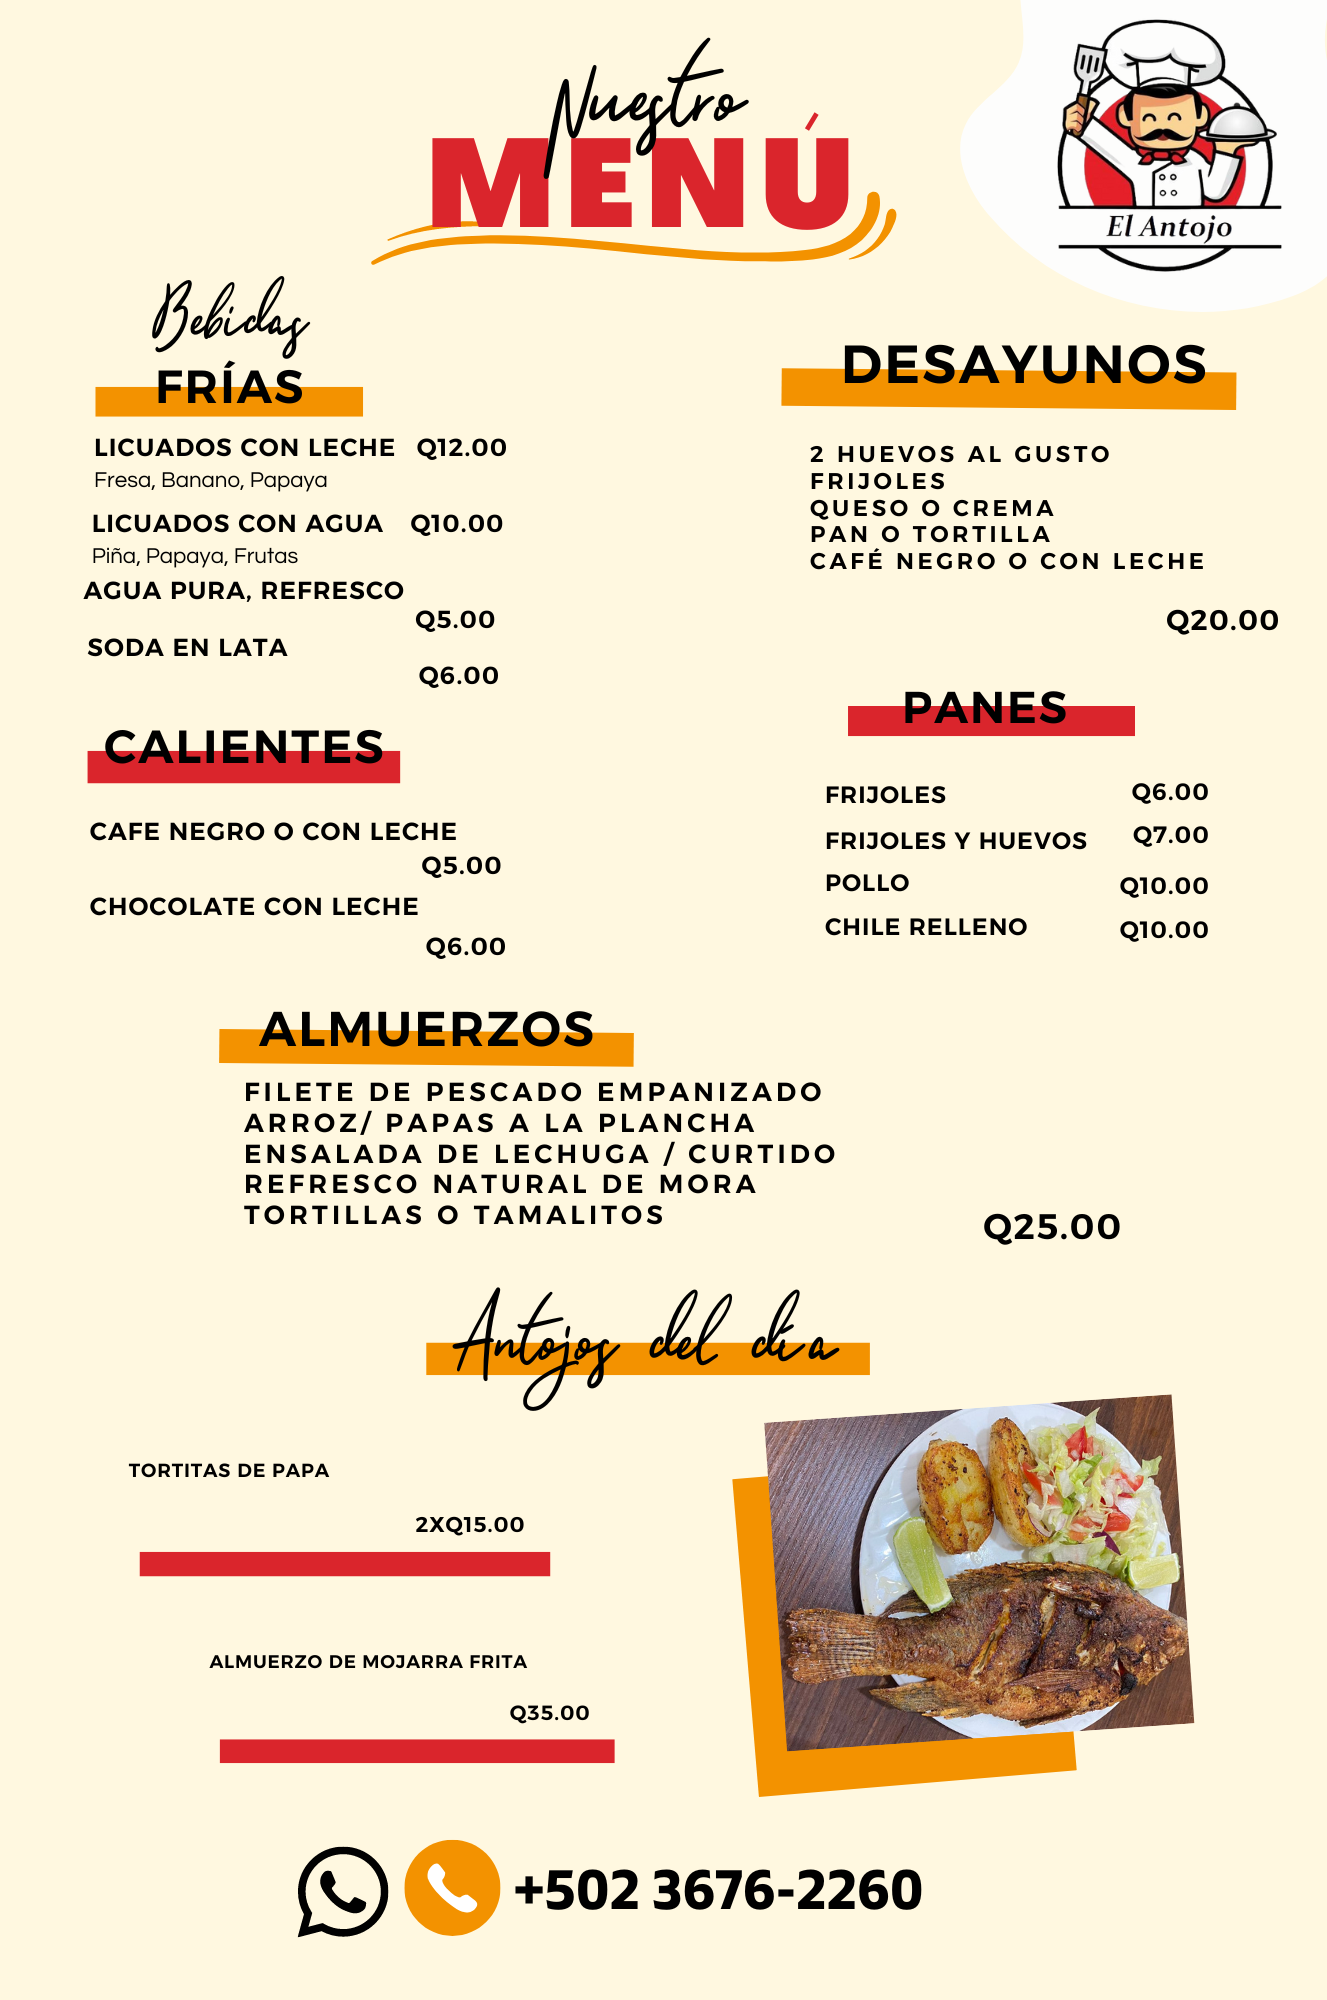 Nuestro
MENÚ
El Antojo
Bebidas
FRÍAS
LICUADOS CON LECHE Q12.00
Fresa, Banano, Papaya
LICUADOS CON AGUA Q10.00
Piña, Papaya, Frutas
AGUA PURA, REFRESCO
Q5.00
SODA EN LATA
Q6.00
CALIENTES
CAFE NEGRO O CON LECHE
Q5.00
CHOCOLATE CON LECHE
Q6.00
DESAYUNOS
2 HUEVOS AL GUSTO
FRIJOLES
QUESO O CREMA
PAN O TORTILLA
CAFÉ NEGRO O CON LECHE
Q20.00
PANES
FRIJOLES Q6.00
FRIJOLES Y HUEVOS Q7.00
POLLO Q10.00
CHILE RELLENO Q10.00
ALMUERZOS
FILETE DE PESCADO EMPANIZADO
ARROZ/ PAPAS A LA PLANCHA
ENSALADA DE LECHUGA / CURTIDO
REFRESCO NATURAL DE MORA
TORTILLAS O TAMALITOS
Q25.00
Antojos del día
TORTITAS DE PAPA
2XQ15.00
ALMUERZO DE MOJARRA FRITA
Q35.00
+502 3676-2260